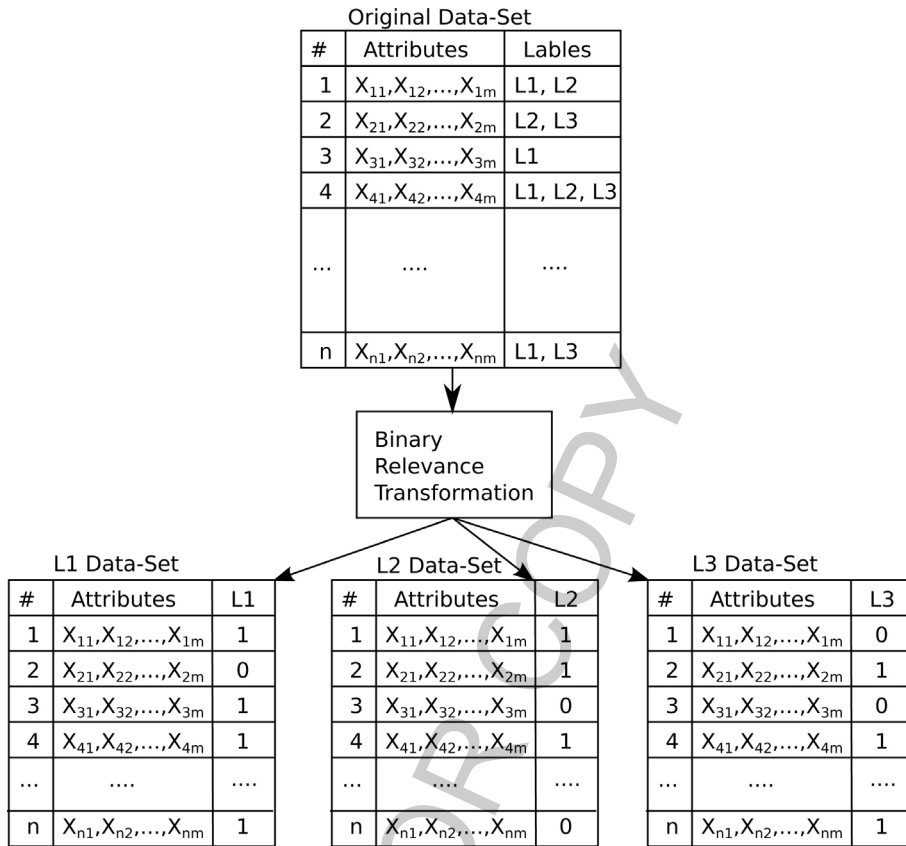 Original Data-Set
# Attributes Lables
1 X11,X12,...,X1m L1, L2
2 X21,X22,...,X2m L2, L3
3 X31,X32,...,X3m L1
4 X41,X42,...,X4m L1, L2, L3
... .... ....
n Xn1,Xn2,...,Xnm L1, L3
Binary
Relevance
Transformation
L1 Data-Set
# Attributes L1
1 X11,X12,...,X1m 1
2 X21,X22,...,X2m 0
3 X31,X32,...,X3m 1
4 X41,X42,...,X4m 1
... .... ....
n Xn1,Xn2,...,Xnm 1
L2 Data-Set
# Attributes L2
1 X11,X12,...,X1m 1
2 X21,X22,...,X2m 1
3 X31,X32,...,X3m 0
4 X41,X42,...,X4m 1
... .... ....
n Xn1,Xn2,...,Xnm 0
L3 Data-Set
# Attributes L3
1 X11,X12,...,X1m 0
2 X21,X22,...,X2m 1
3 X31,X32,...,X3m 0
4 X41,X42,...,X4m 1
... .... ....
n Xn1,Xn2,...,Xnm 1
OR COPY